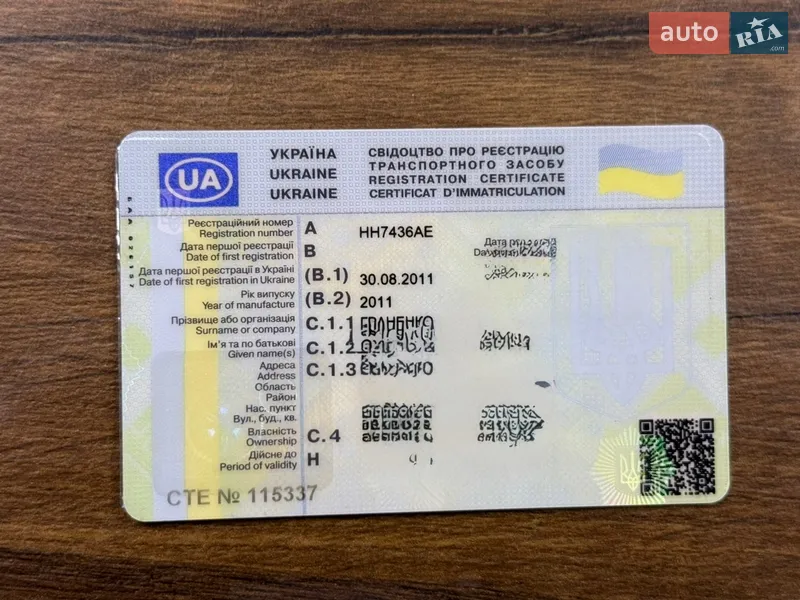 auto RIA .com
УКРАЇНА
UKRAINE
UKRAINE
СВІДОЦТВО ПРО РЕЄСТРАЦІЮ
ТРАНСПОРТНОГО ЗАСОБУ
REGISTRATION CERTIFICATE
CERTIFICAT D'IMMATRICULATION
UA
Реєстраційний номер
Registration number
A
HH7436AE
Дата першої реєстрації
Date of first registration
B
Дата
Дата першої реєстрації в Україні
Date of first registration in Ukraine
(B.1) 30.08.2011
Рік випуску
Year of manufacture
(B.2) 2011
Прізвище або організація
Surname or company
C.1.1
Ім'я та по батькові
Given name(s)
C.1.2
Адреса
Address
C.1.3
Область
Район
Нас. пункт
Вул., буд., кв.
Власність
Ownership
C.4
Дійсне до
Period of validity
H
СТЕ № 115337